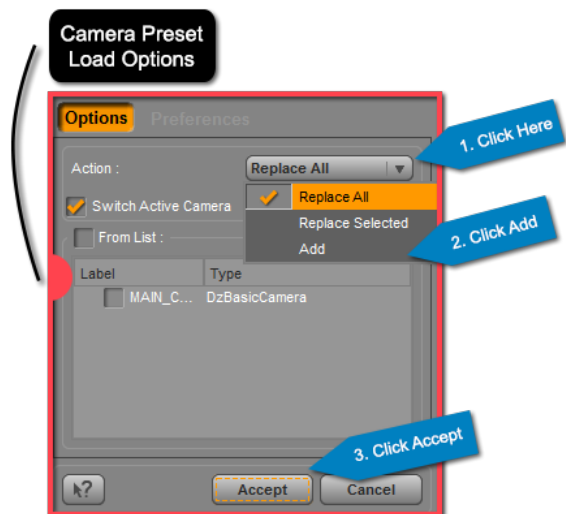 Camera Preset
Load Options
Options Preferences
1. Click Here
Action : Replace All
Switch Active Camera Replace All
Replace Selected
2. Click Add
From List : Add
Label Type
MAIN_C... DzBasicCamera
3. Click Accept
? Accept Cancel